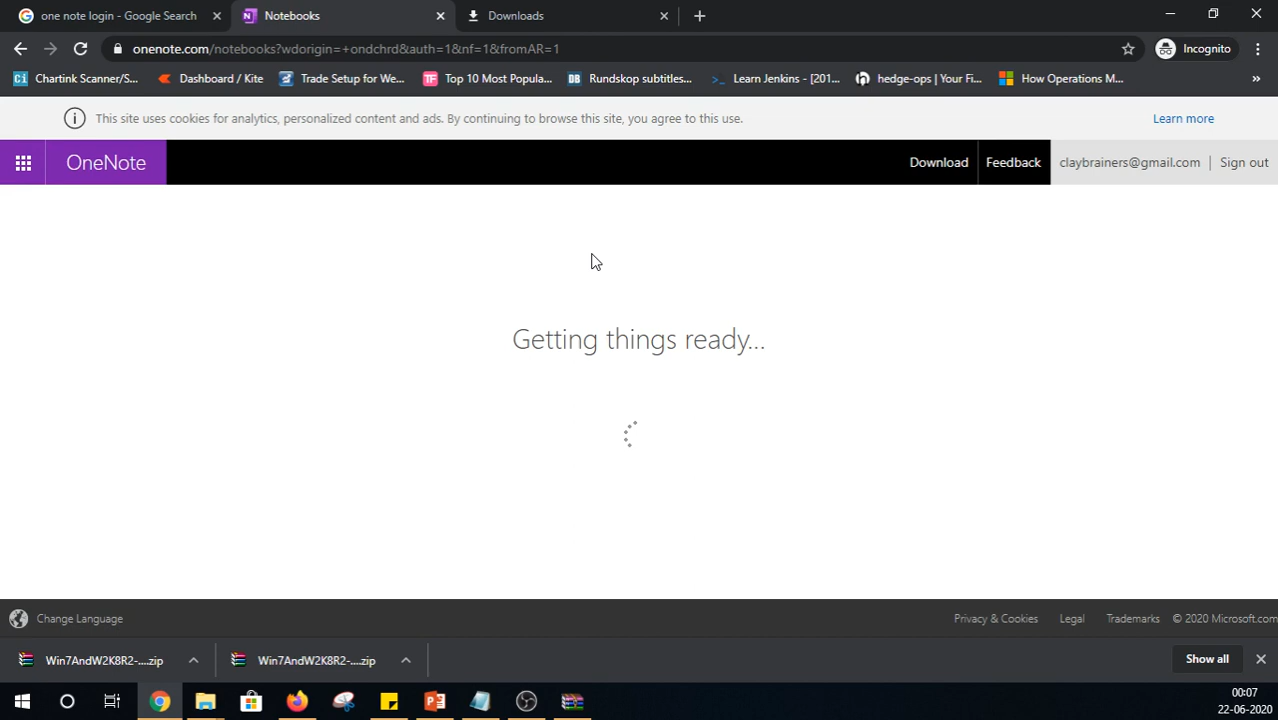 one note login - Google Search
Notebooks
Downloads
onenote.com/notebooks?wdorigin=+ondchrd&auth=1&nf=1&fromAR=1
Incognito
Ci Chartink Scanner/S...
Dashboard / Kite
Trade Setup for We...
TF Top 10 Most Popula...
DB Rundskop subtitles...
Learn Jenkins - [201...
hedge-ops | Your Fi...
How Operations M...
This site uses cookies for analytics, personalized content and ads. By continuing to browse this site, you agree to this use.
Learn more
OneNote
Download
Feedback
claybrainers@gmail.com | Sign out
Getting things ready...
Change Language
Privacy & Cookies
Legal
Trademarks
© 2020 Microsoft.com
Win7AndW2K8R2-....zip
Win7AndW2K8R2-....zip
Show all
00:07
22-06-2020